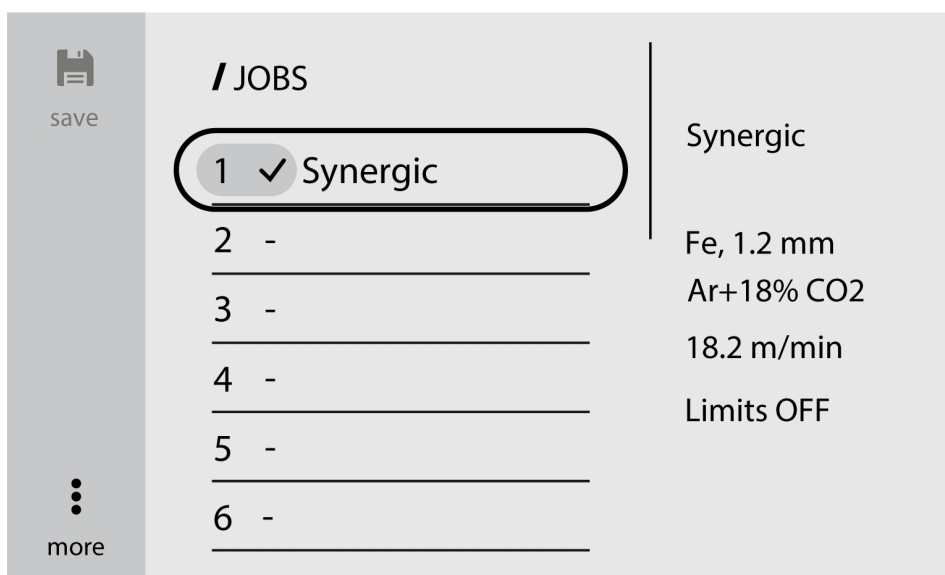 save
more
/ JOBS
1 ✓ Synergic
2 -
3 -
4 -
5 -
6 -
Synergic
Fe, 1.2 mm
Ar+18% CO2
18.2 m/min
Limits OFF